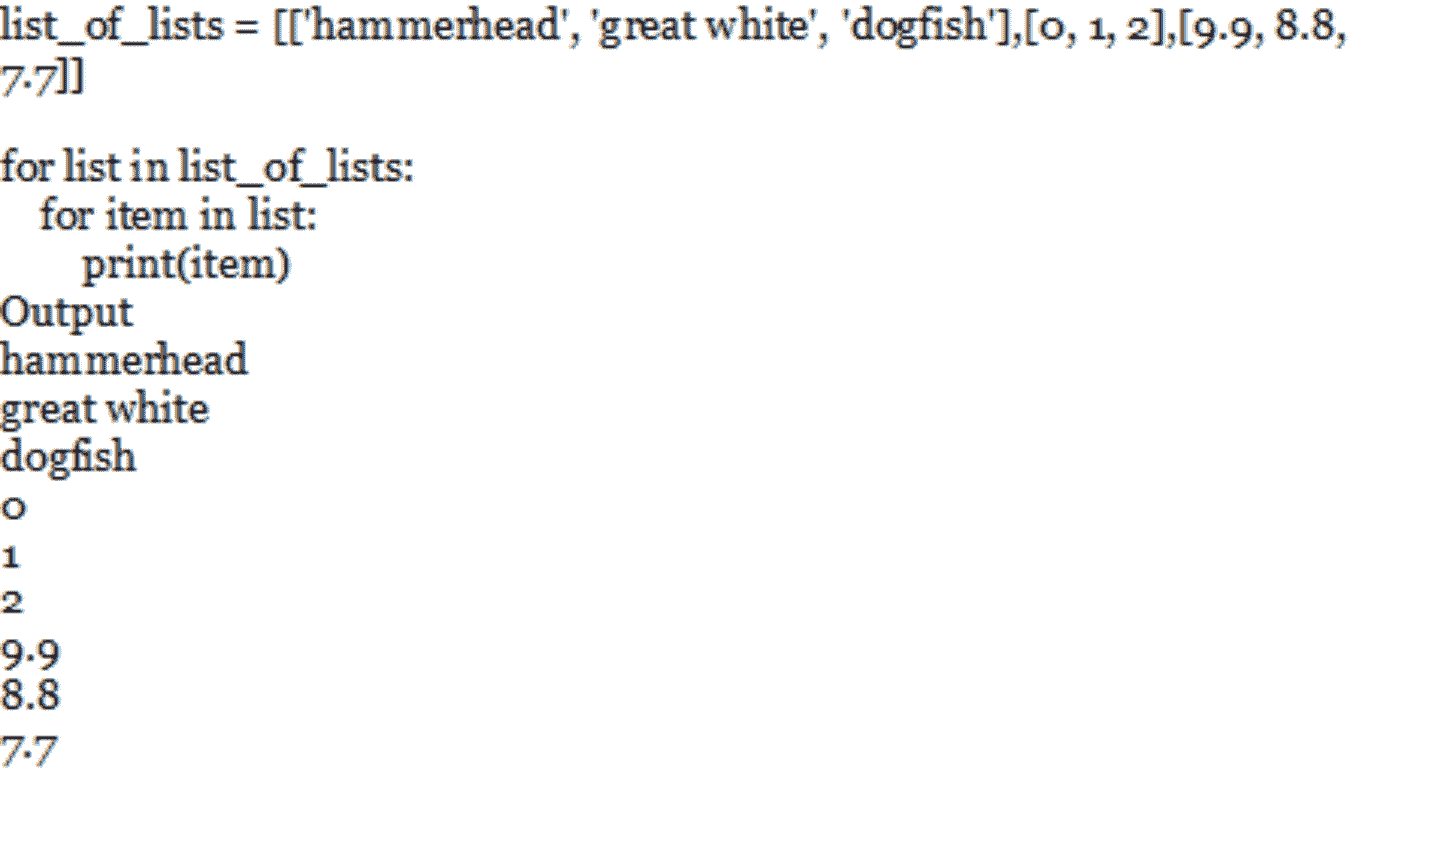 list_of_lists = [['hammerhead', 'great white', 'dogfish'],[0, 1, 2],[9.9, 8.8,
7.7]]
for list in list_of_lists:
    for item in list:
        print(item)
Output
hammerhead
great white
dogfish
0
1
2
9.9
8.8
7.7